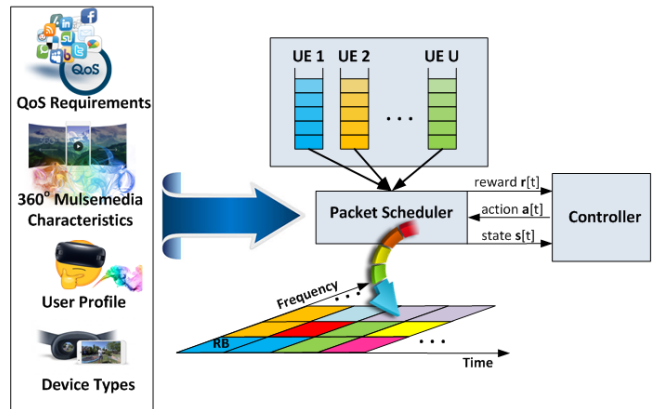 QoS
QoS Requirements
360° Mulsemedia
Characteristics
User Profile
Device Types
UE 1 UE 2 UE U
. . .
Packet Scheduler
reward r[t]
action a[t]
state s[t]
Controller
Frequency
. . .
RB
. . .
Time